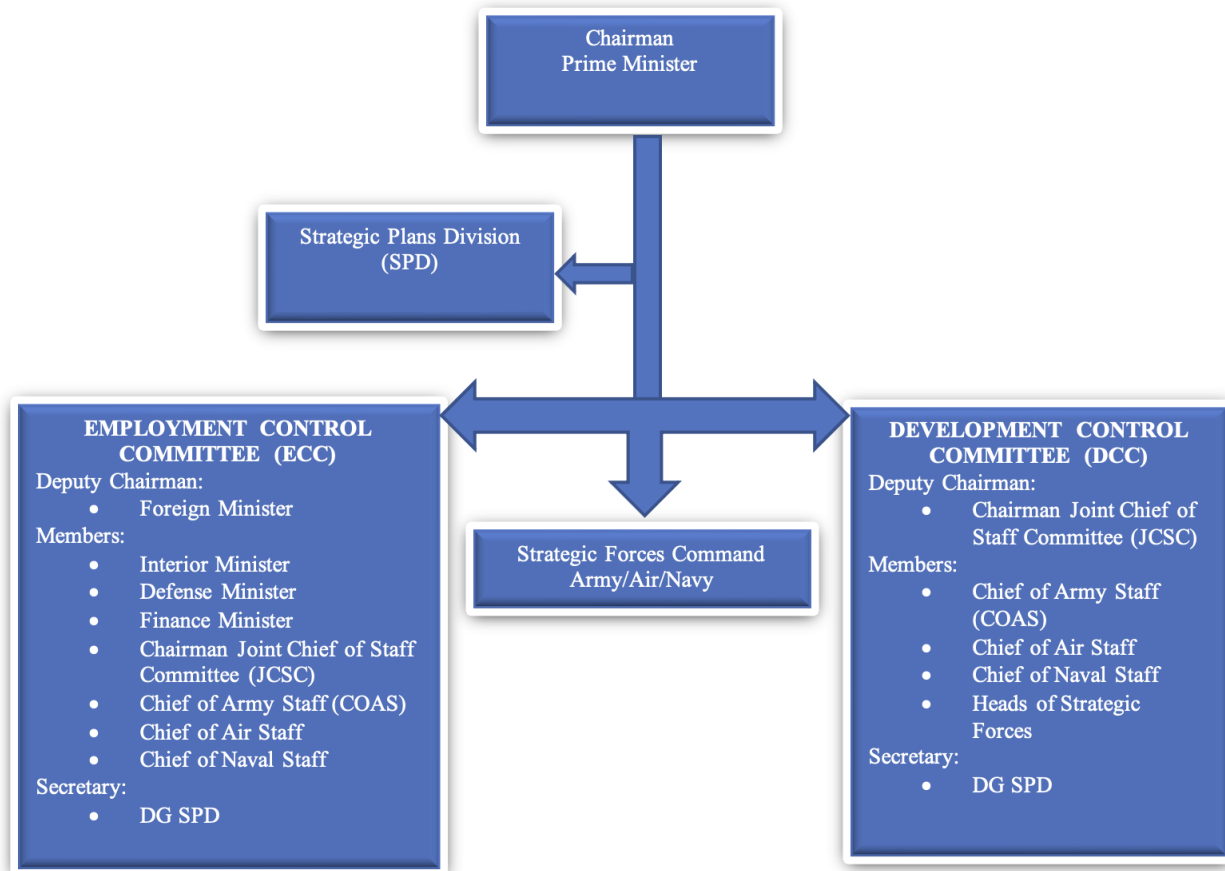 Chairman
Prime Minister
Strategic Plans Division
(SPD)
EMPLOYMENT CONTROL
COMMITTEE (ECC)
Deputy Chairman:
• Foreign Minister
Members:
• Interior Minister
• Defense Minister
• Finance Minister
• Chairman Joint Chief of Staff
Committee (JCSC)
• Chief of Army Staff (COAS)
• Chief of Air Staff
• Chief of Naval Staff
Secretary:
• DG SPD
Strategic Forces Command
Army/Air/Navy
DEVELOPMENT CONTROL
COMMITTEE (DCC)
Deputy Chairman:
• Chairman Joint Chief of
Staff Committee (JCSC)
Members:
• Chief of Army Staff
(COAS)
• Chief of Air Staff
• Chief of Naval Staff
• Heads of Strategic
Forces
Secretary:
• DG SPD